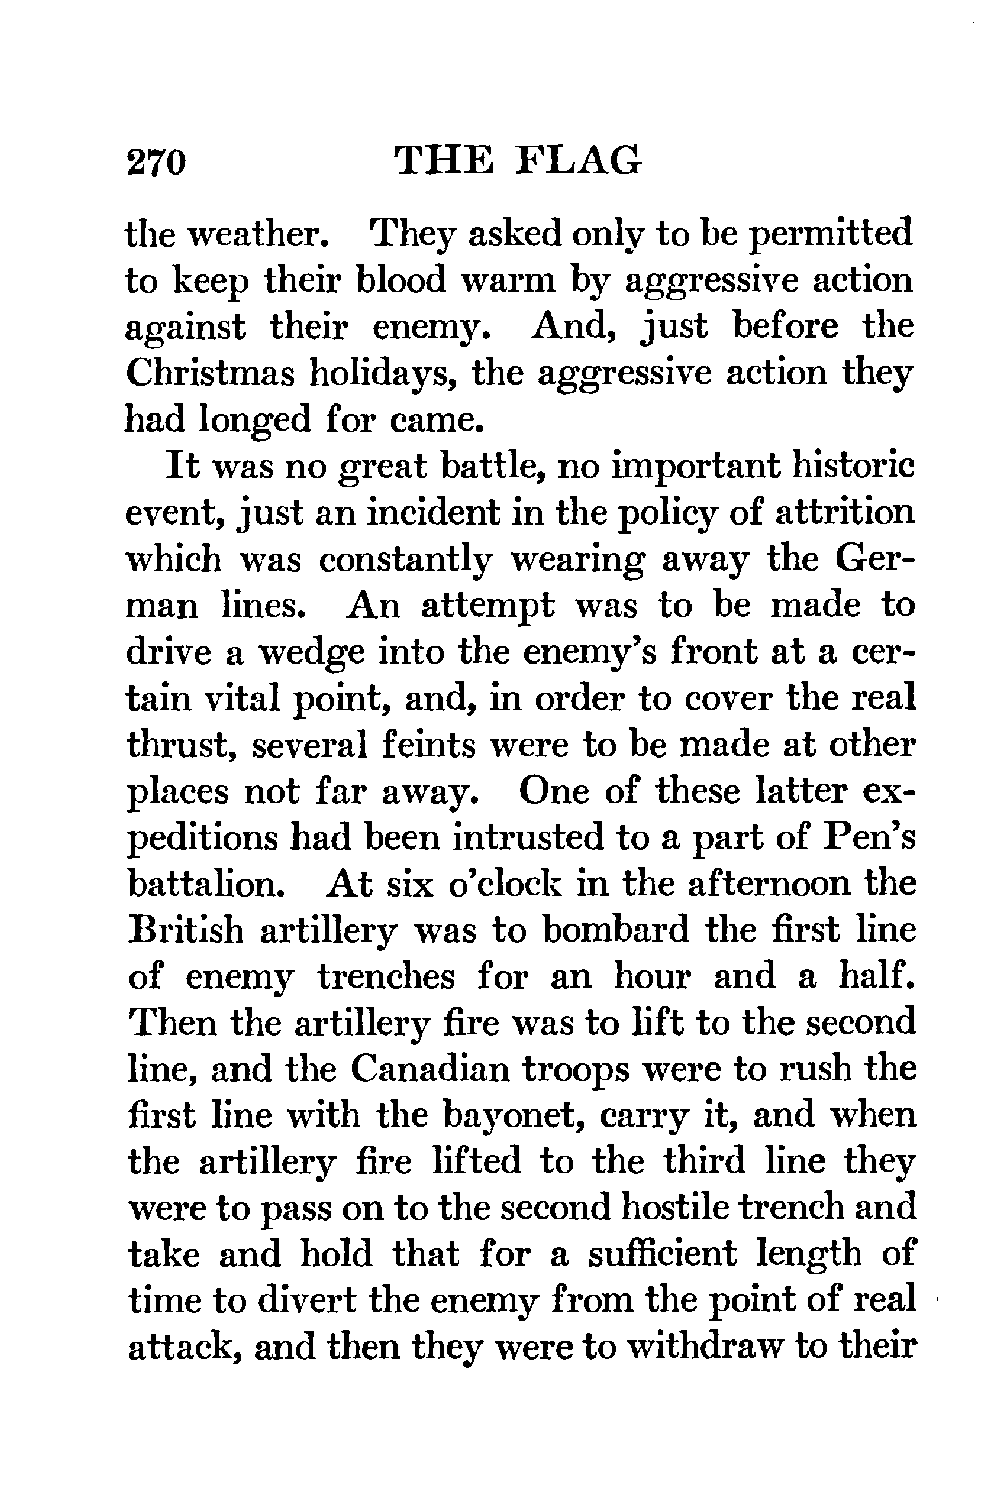 270 THE FLAG
the weather. They asked only to be permitted
to keep their blood warm by aggressive action
against their enemy. And, just before the
Christmas holidays, the aggressive action they
had longed for came.
It was no great battle, no important historic
event, just an incident in the policy of attrition
which was constantly wearing away the Ger-
man lines. An attempt was to be made to
drive a wedge into the enemy's front at a cer-
tain vital point, and, in order to cover the real
thrust, several feints were to be made at other
places not far away. One of these latter ex-
peditions had been intrusted to a part of Pen's
battalion. At six o'clock in the afternoon the
British artillery was to bombard the first line
of enemy trenches for an hour and a half.
Then the artillery fire was to lift to the second
line, and the Canadian troops were to rush the
first line with the bayonet, carry it, and when
the artillery fire lifted to the third line they
were to pass on to the second hostile trench and
take and hold that for a sufficient length of
time to divert the enemy from the point of real
attack, and then they were to withdraw to their